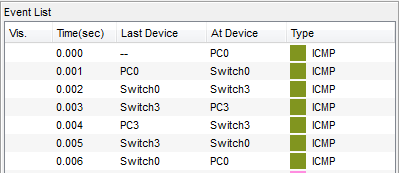 Event List
Vis. Time(sec) Last Device At Device Type
0.000 -- PC0 ICMP
0.001 PC0 Switch0 ICMP
0.002 Switch0 Switch3 ICMP
0.003 Switch3 PC3 ICMP
0.004 PC3 Switch3 ICMP
0.005 Switch3 Switch0 ICMP
0.006 Switch0 PC0 ICMP